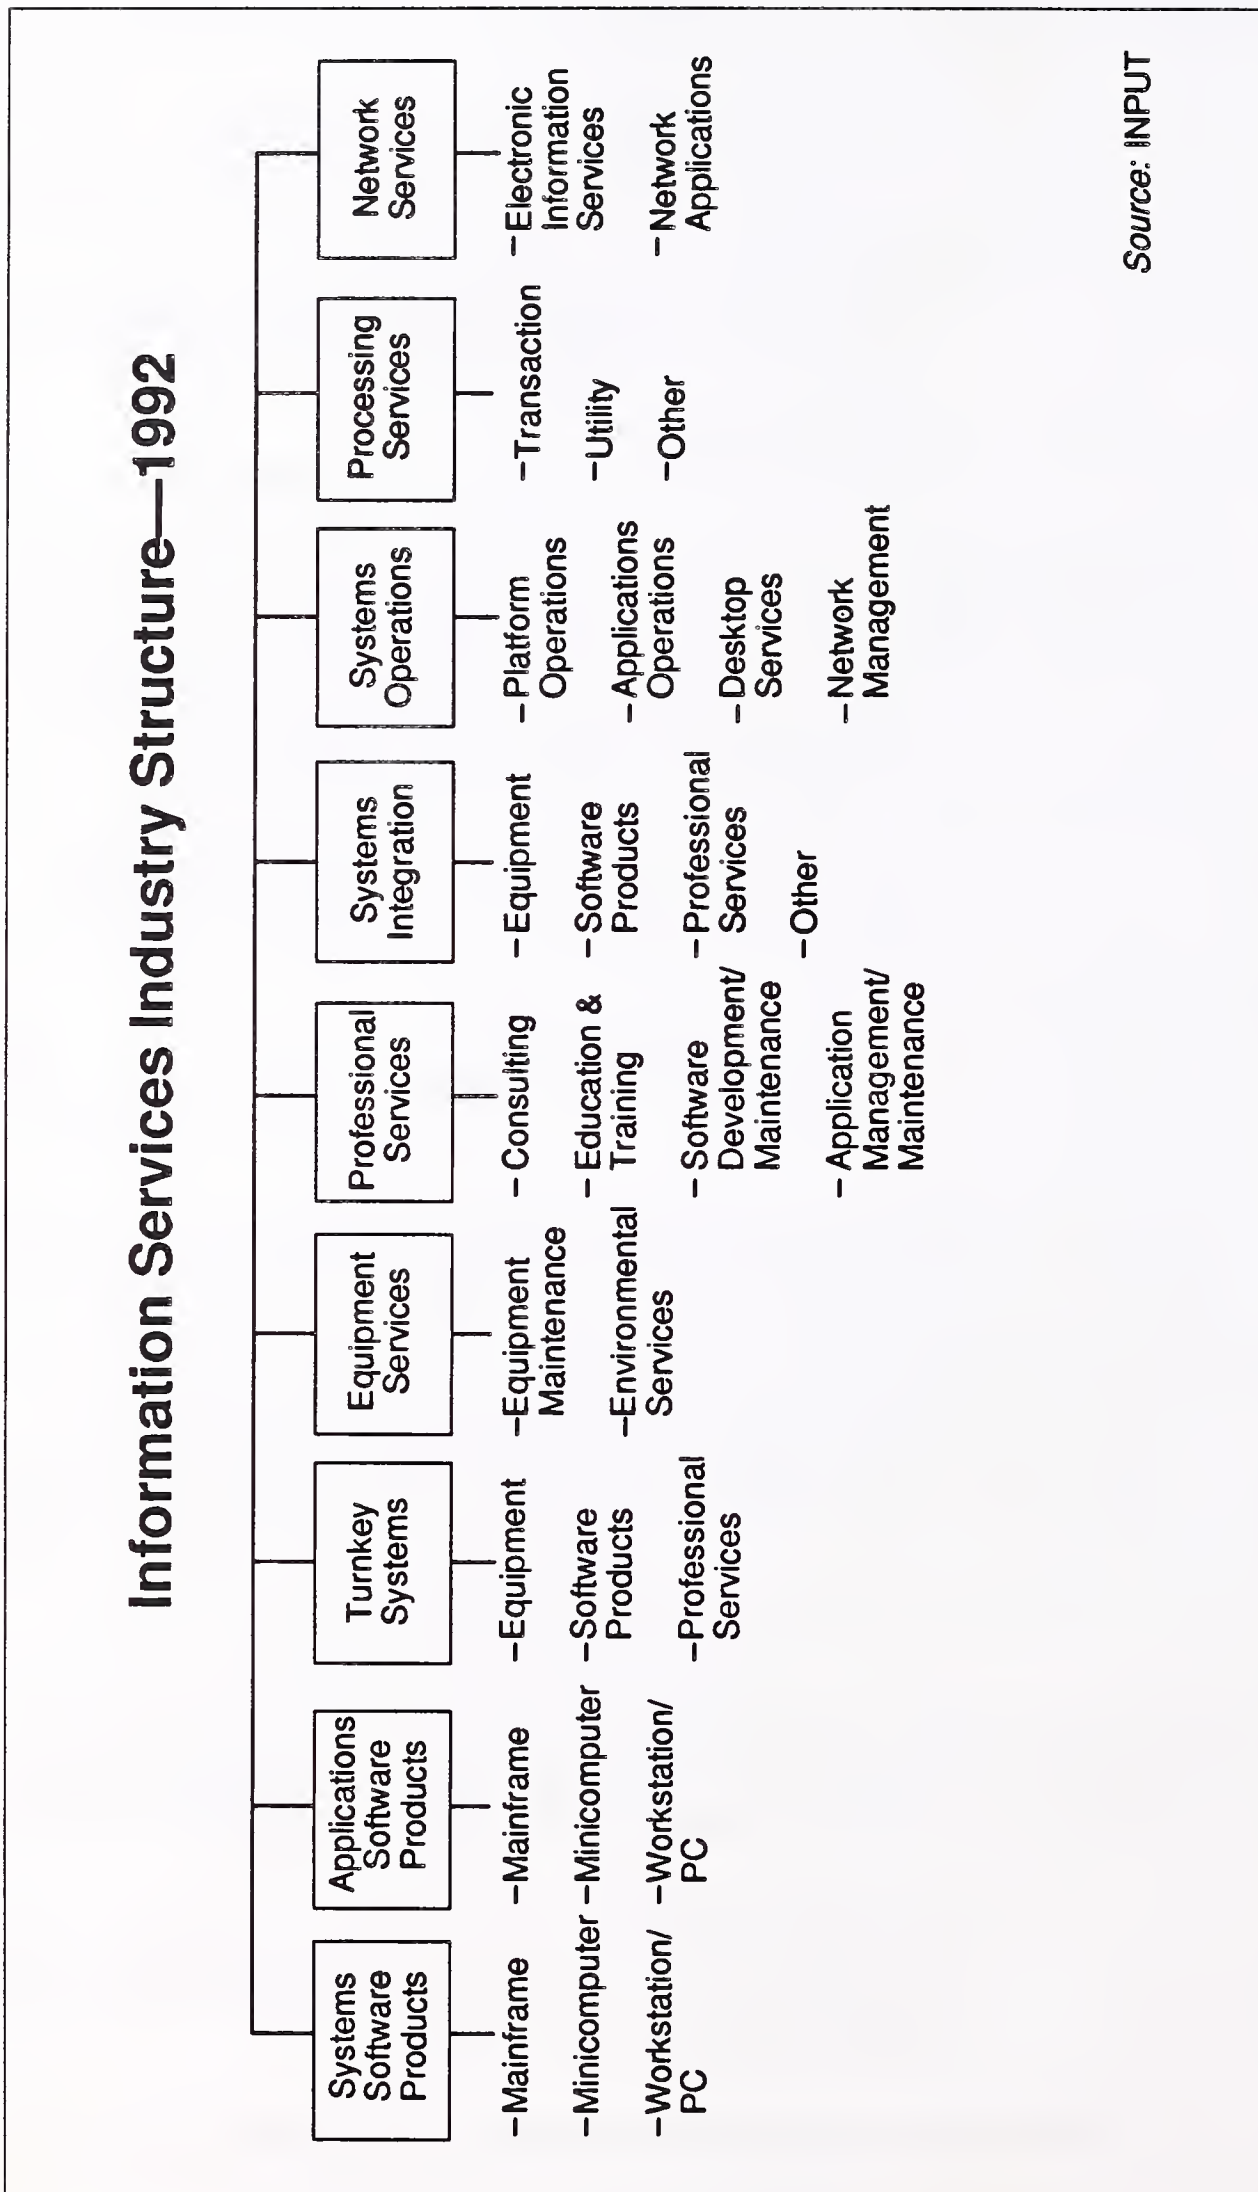 Information Services Industry Structure—1992
Systems
Software
Products
–Mainframe
–Minicomputer
–Workstation/
PC
Applications
Software
Products
–Mainframe
–Minicomputer
–Workstation/
PC
Turnkey
Systems
–Equipment
–Software
Products
–Professional
Services
Equipment
Services
–Equipment
Maintenance
–Environmental
Services
Professional
Services
–Consulting
–Education &
Training
–Software
Development/
Maintenance
–Application
Management/
Maintenance
Systems
Integration
–Equipment
–Software
Products
–Professional
Services
–Other
Systems
Operations
–Platform
Operations
–Applications
Operations
–Desktop
Services
–Network
Management
Processing
Services
–Transaction
–Utility
–Other
Network
Services
–Electronic
Information
Services
–Network
Applications
Source: INPUT